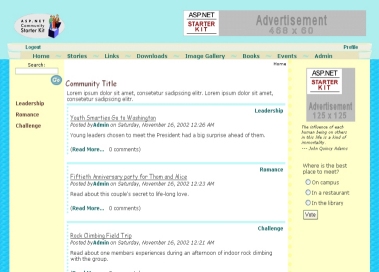 ASP.NET
Community
Starter Kit
ASP.NET
STARTER
KIT
Advertisement
468 x 60
Logout
Profile
Home
Stories
Links
Downloads
Image Gallery
Books
Events
Admin
Search:
Go
Home
Leadership
Romance
Challenge
Community Title
Lorem ipsum dolor sit amet, consetetur sadipscing elitr. Lorem ipsum dolor sit amet,
consetetur sadipscing elitr.
Leadership
Youth Smarties Go to Washington
Posted by Admin on Saturday, November 16, 2002 12:26 AM
Young leaders chosen to meet the President had a big surprise ahead of them.
(Read More... 0 comments)
Romance
Fiftieth Anniversary party for Thom and Alice
Posted by Admin on Saturday, November 16, 2002 12:23 AM
Read about this couple's secret to life-long love.
(Read More... 0 comments)
Challenge
Rock Climbing Field Trip
Posted by Admin on Saturday, November 16, 2002 12:21 AM
Read about one members experiences during an afternoon of indoor rock climbing
with the group.
ASP.NET
STARTER
KIT
Advertisement
125 x 125
The influence of each
human being on others
in this life is a kind of
immortality.
--- John Quincy Adams
Where is the best
place to meet?
On campus
In a restaurant
In the library
Vote